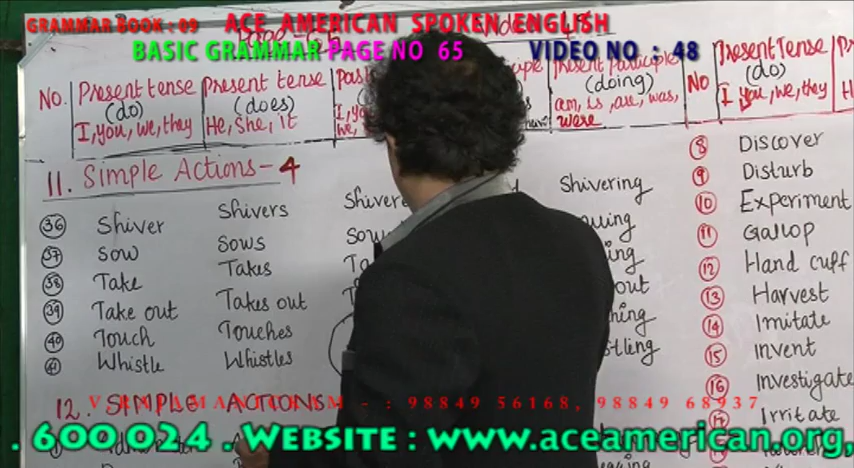 GRAMMAR BOOK : 09 ACE AMERICAN SPOKEN ENGLISH
BASIC GRAMMAR PAGE NO 65 VIDEO NO : 48
No. Present tense (do) I, you, we, they
Present tense (does) He, She, it
Present Participle (doing) am, is, are, was, were
No Present Tense (do) I, you, we, they
11. Simple Actions - 4
36 Shiver Shivers Shivering
37 Sow Sows
38 Take Takes
39 Take out Takes out out
40 Touch Touches
41 Whistle Whistles
8 Discover
9 Disturb
10 Experiment
11 Gallop
12 Hand cuff
13 Harvest
14 Imitate
15 Invent
16 Investigate
17 Irritate
12. SIMPLE ACTIONS
98849 56168, 98849 68937
. 600 024 . WEBSITE : www.aceamerican.org,